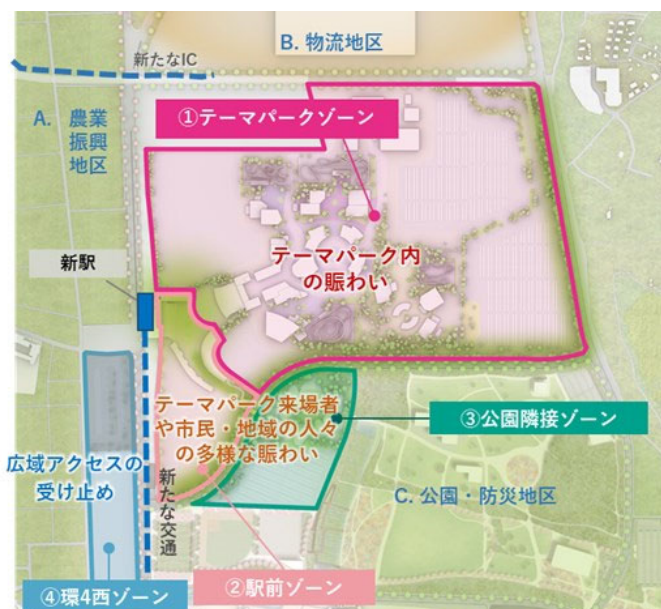 B. 物流地区
新たなIC
A. 農業
振興
地区
①テーマパークゾーン
新駅
テーマパーク内
の賑わい
テーマパーク来場者
や市民・地域の人々
の多様な賑わい
③公園隣接ゾーン
広域アクセスの
受け止め
新たな交通
C. 公園・防災地区
②駅前ゾーン
④環4西ゾーン